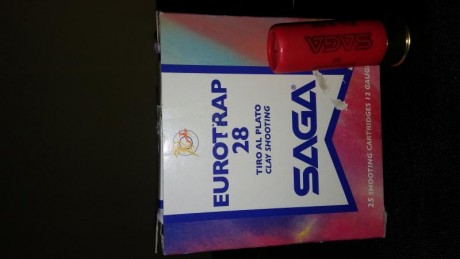 EUROTRAP
28
TIRO AL PLATO
CLAY SHOOTING
SAGA
25 SHOOTING CARTRIDGES 12 GAUGE
SAGA